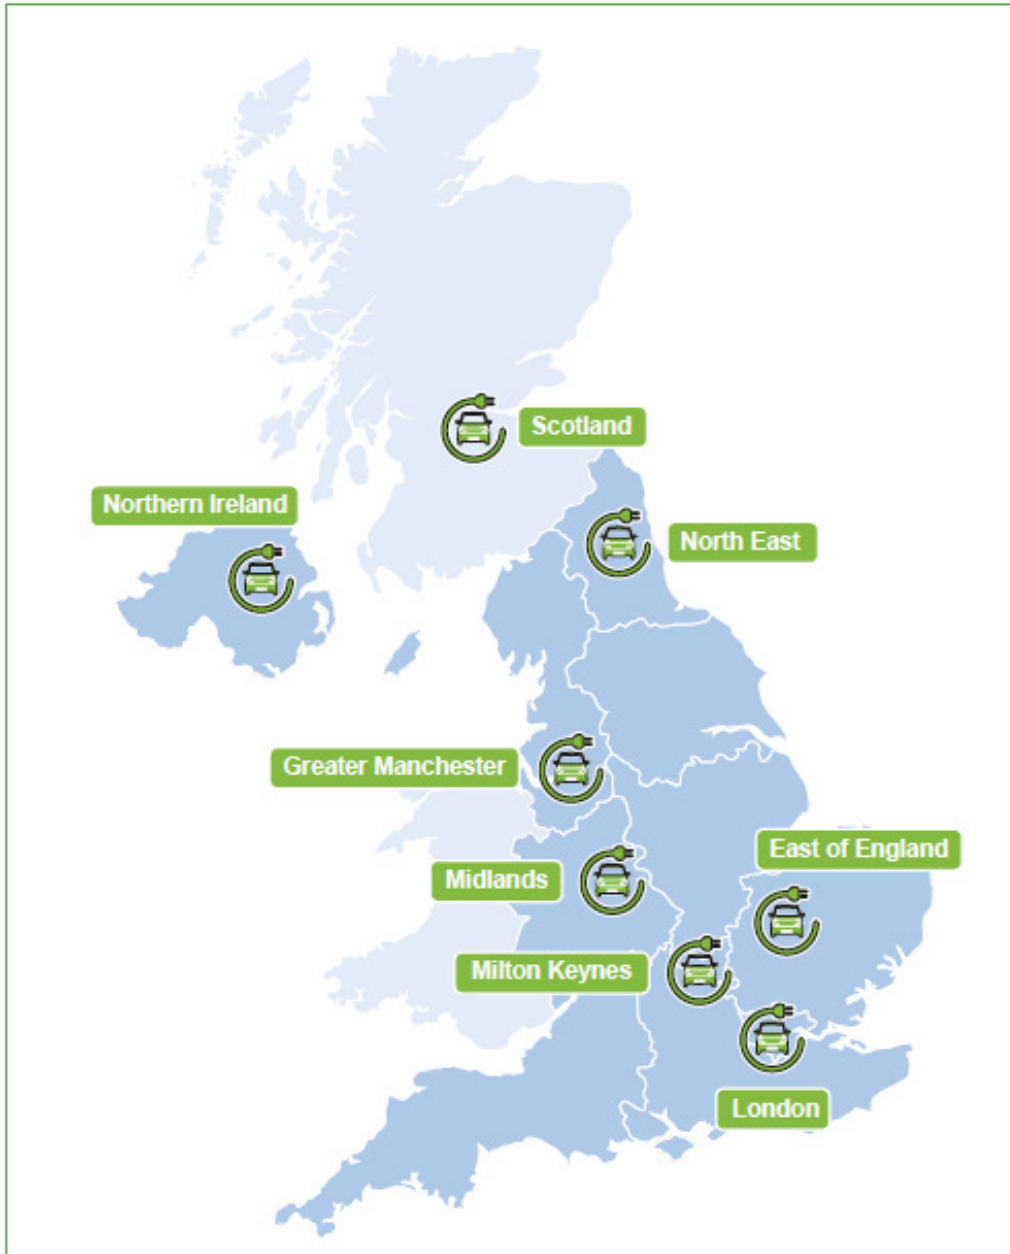 Scotland
Northern Ireland
North East
Greater Manchester
East of England
Midlands
Milton Keynes
London